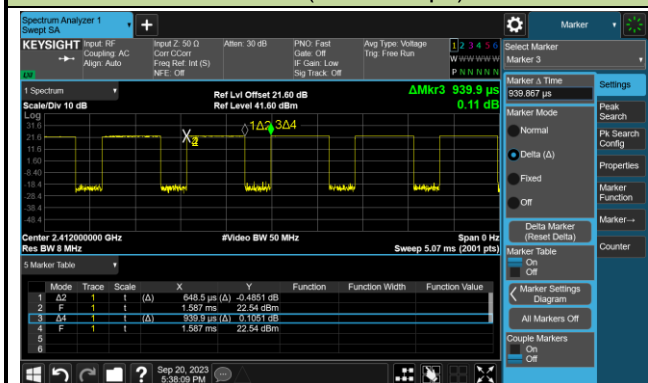 Spectrum Analyzer 1
Swept SA
Marker
KEYSIGHT
Input: RF
Coupling: AC
Align: Auto
Input Z: 50 Ω
Corr CCorr
Freq Ref: Int (S)
NFE: Off
Atten: 30 dB
PNO: Fast
Gate: Off
IF Gain: Low
Sig Track: Off
Avg Type: Voltage
Trig: Free Run
1 2 3 4 5 6
W W W W W W
P N N N N N
Select Marker
Marker 3
1 Spectrum
Scale/Div 10 dB
Ref Lvl Offset 21.60 dB
Ref Level 41.60 dBm
ΔMkr3 939.9 µs
0.11 dB
Log
31.6
21.6
11.6
1.60
-8.40
-18.4
-28.4
-38.4
-48.4
1Δ2 3Δ4
Center 2.412000000 GHz
Res BW 8 MHz
#Video BW 50 MHz
Span 0 Hz
Sweep 5.07 ms (2001 pts)
5 Marker Table
Mode Trace Scale X Y Function Function Width Function Value
1 Δ2 1 t (Δ) 648.5 µs (Δ) -0.4851 dB
2 F 1 t 1.587 ms 22.54 dBm
3 Δ4 1 t (Δ) 939.9 µs (Δ) 0.1051 dB
4 F 1 t 1.587 ms 22.54 dBm
5
6
Marker Δ Time
939.867 µs
Marker Mode
Normal
Delta (Δ)
Fixed
Off
Delta Marker
(Reset Delta)
Marker Table
On
Off
Marker Settings
Diagram
All Markers Off
Couple Markers
On
Off
Settings
Peak
Search
Pk Search
Config
Properties
Marker
Function
Marker→
Counter
Sep 20, 2023
5:38:09 PM